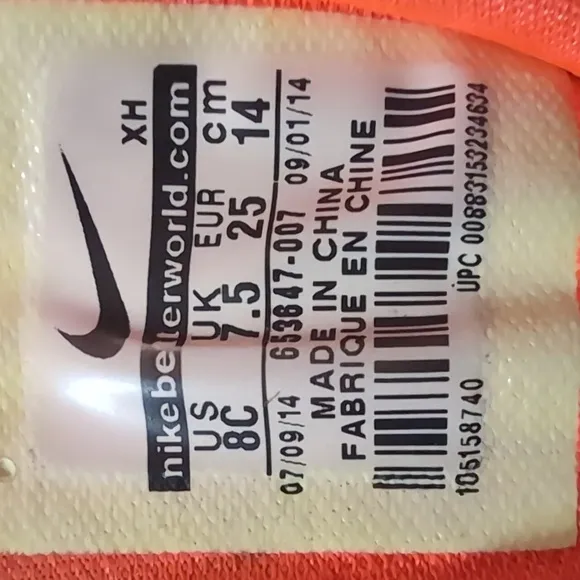 XH
nikebetterworld.com
US UK EUR cm
8C 7.5 25 14
07/09/14 653647-007 09/01/14
MADE IN CHINA
FABRIQUE EN CHINE
106158740 UPC 00883153234634